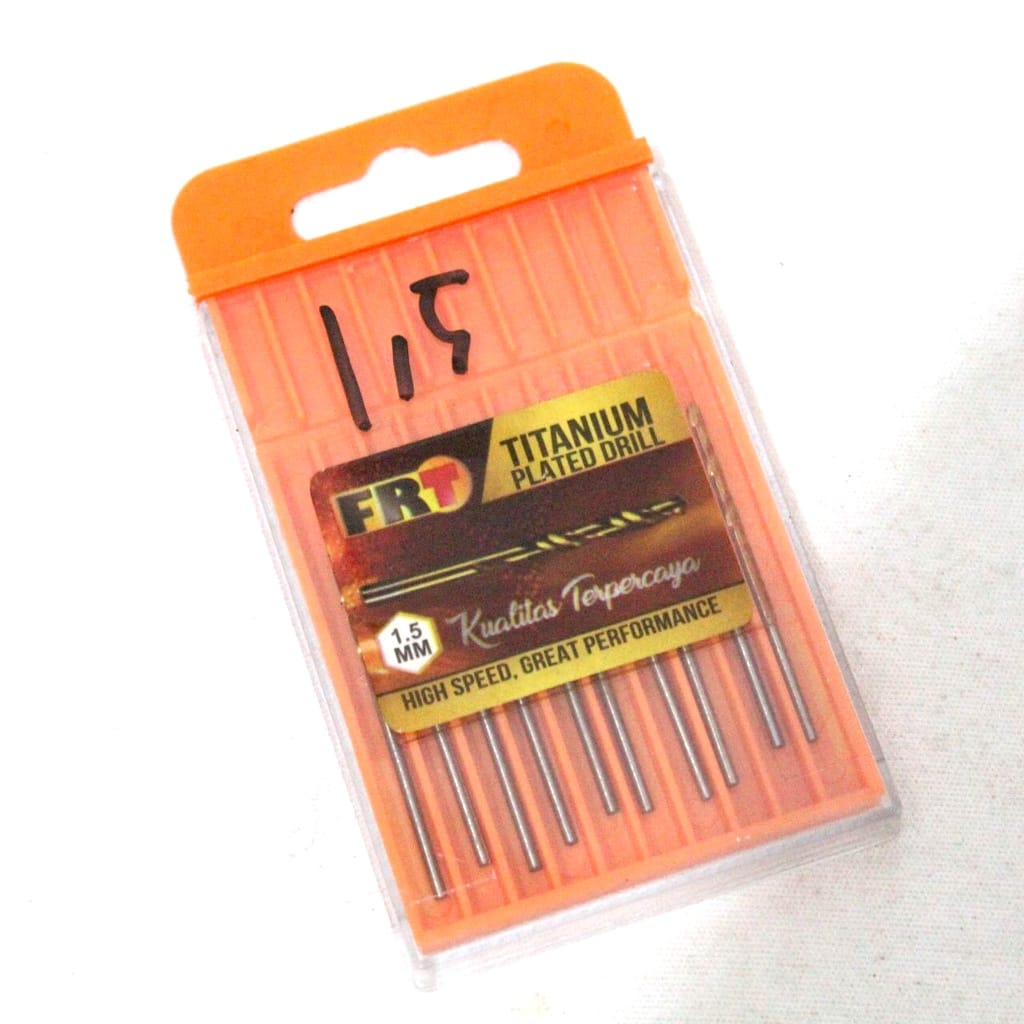 1,5
FRT
TITANIUM
PLATED DRILL
Kualitas Terpercaya
1.5
MM
HIGH SPEED, GREAT PERFORMANCE